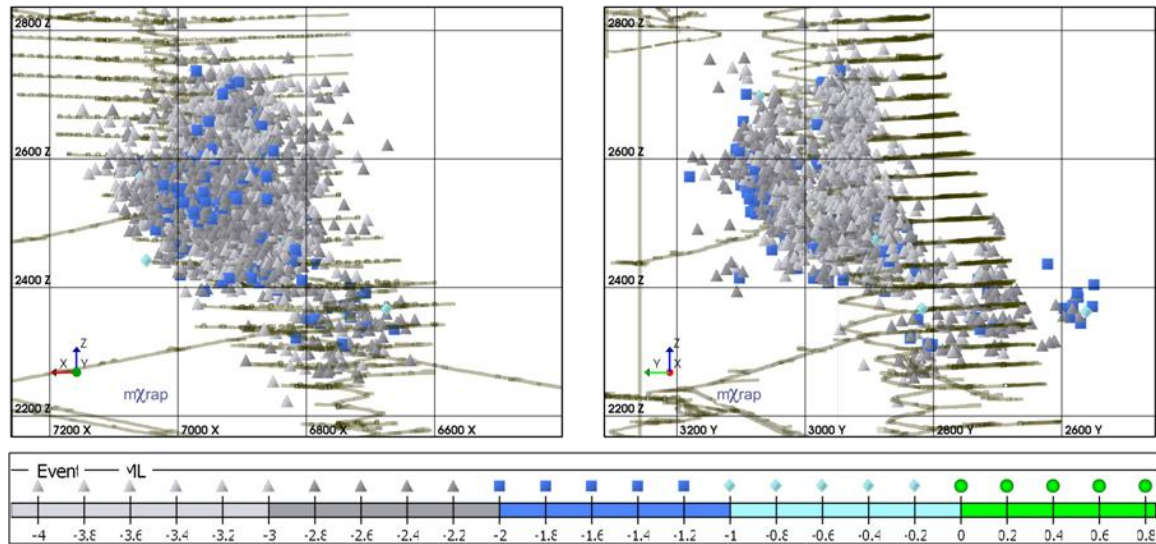 2800 Z
2600 Z
2400 Z
2200 Z
Z
X
Y
mχrap
7200 X 7000 X 6800 X 6600 X
2800 Z
2600 Z
2400 Z
2200 Z
Z
Y
X
mχrap
3200 Y 3000 Y 2800 Y 2600 Y
Event ML
-4 -3.8 -3.6 -3.4 -3.2 -3 -2.8 -2.6 -2.4 -2.2 -2 -1.8 -1.6 -1.4 -1.2 -1 -0.8 -0.6 -0.4 -0.2 0 0.2 0.4 0.6 0.8